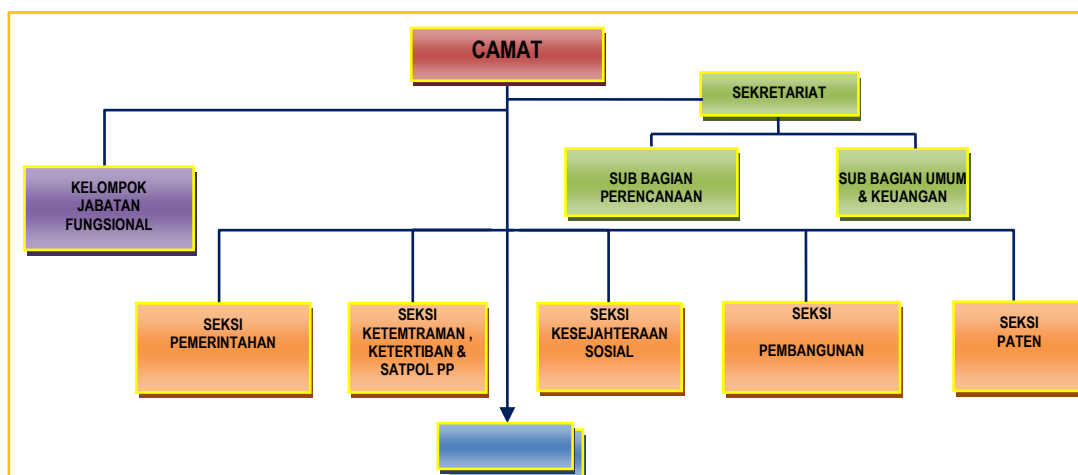 CAMAT
SEKRETARIAT
KELOMPOK
JABATAN
FUNGSIONAL
SUB BAGIAN
PERENCANAAN
SUB BAGIAN UMUM
& KEUANGAN
SEKSI
PEMERINTAHAN
SEKSI
KETEMTRAMAN ,
KETERTIBAN &
SATPOL PP
SEKSI
KESEJAHTERAAN
SOSIAL
SEKSI
PEMBANGUNAN
SEKSI
PATEN